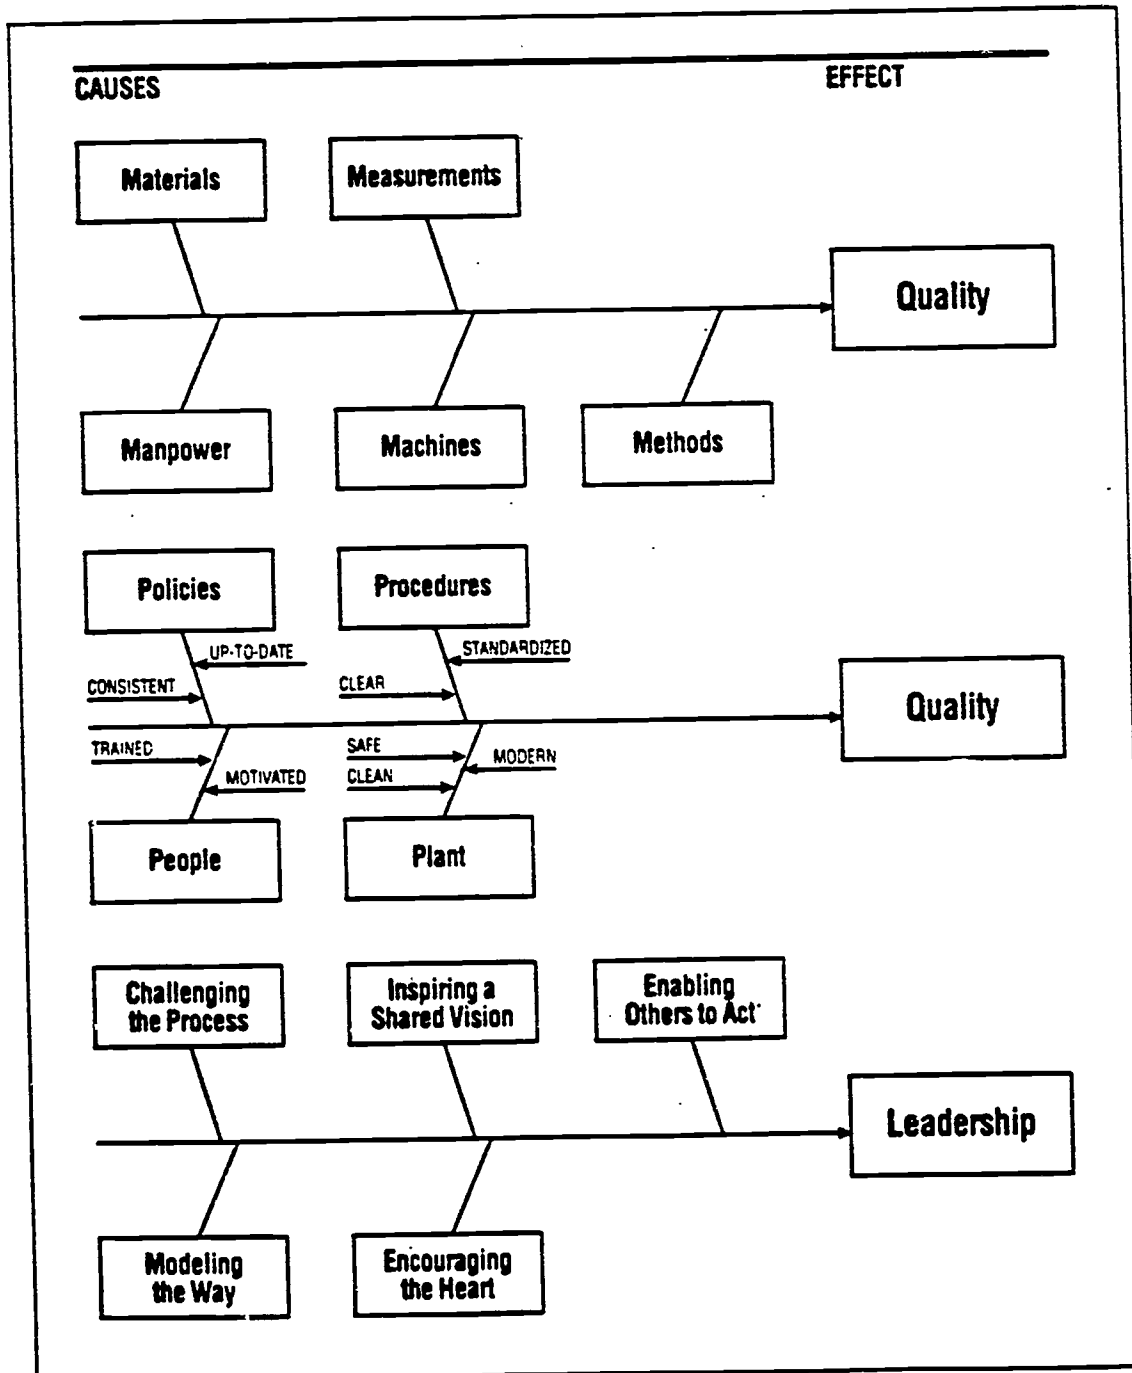 CAUSES
EFFECT
Materials
Measurements
Quality
Manpower
Machines
Methods
Policies
Procedures
UP-TO-DATE
STANDARDIZED
CONSISTENT
CLEAR
Quality
TRAINED
SAFE
MODERN
MOTIVATED
CLEAN
People
Plant
Challenging
the Process
Inspiring a
Shared Vision
Enabling
Others to Act
Leadership
Modeling
the Way
Encouraging
the Heart